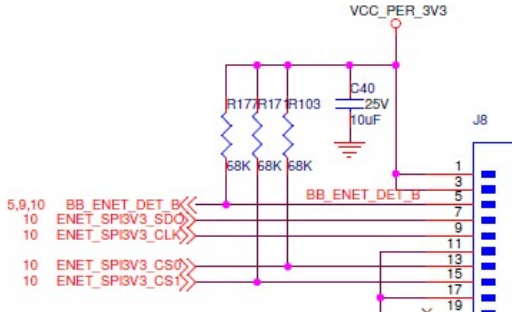 VCC_PER_3V3
C40
25V
10uF
R177 R171 R103
J8
68K 68K 68K
1
3
BB_ENET_DET_B
5
5,9,10 BB_ENET_DET_B
10 ENET_SPI3V3_SDO
7
10 ENET_SPI3V3_CLK
9
11
10 ENET_SPI3V3_CS0
13
10 ENET_SPI3V3_CS1
15
17
19